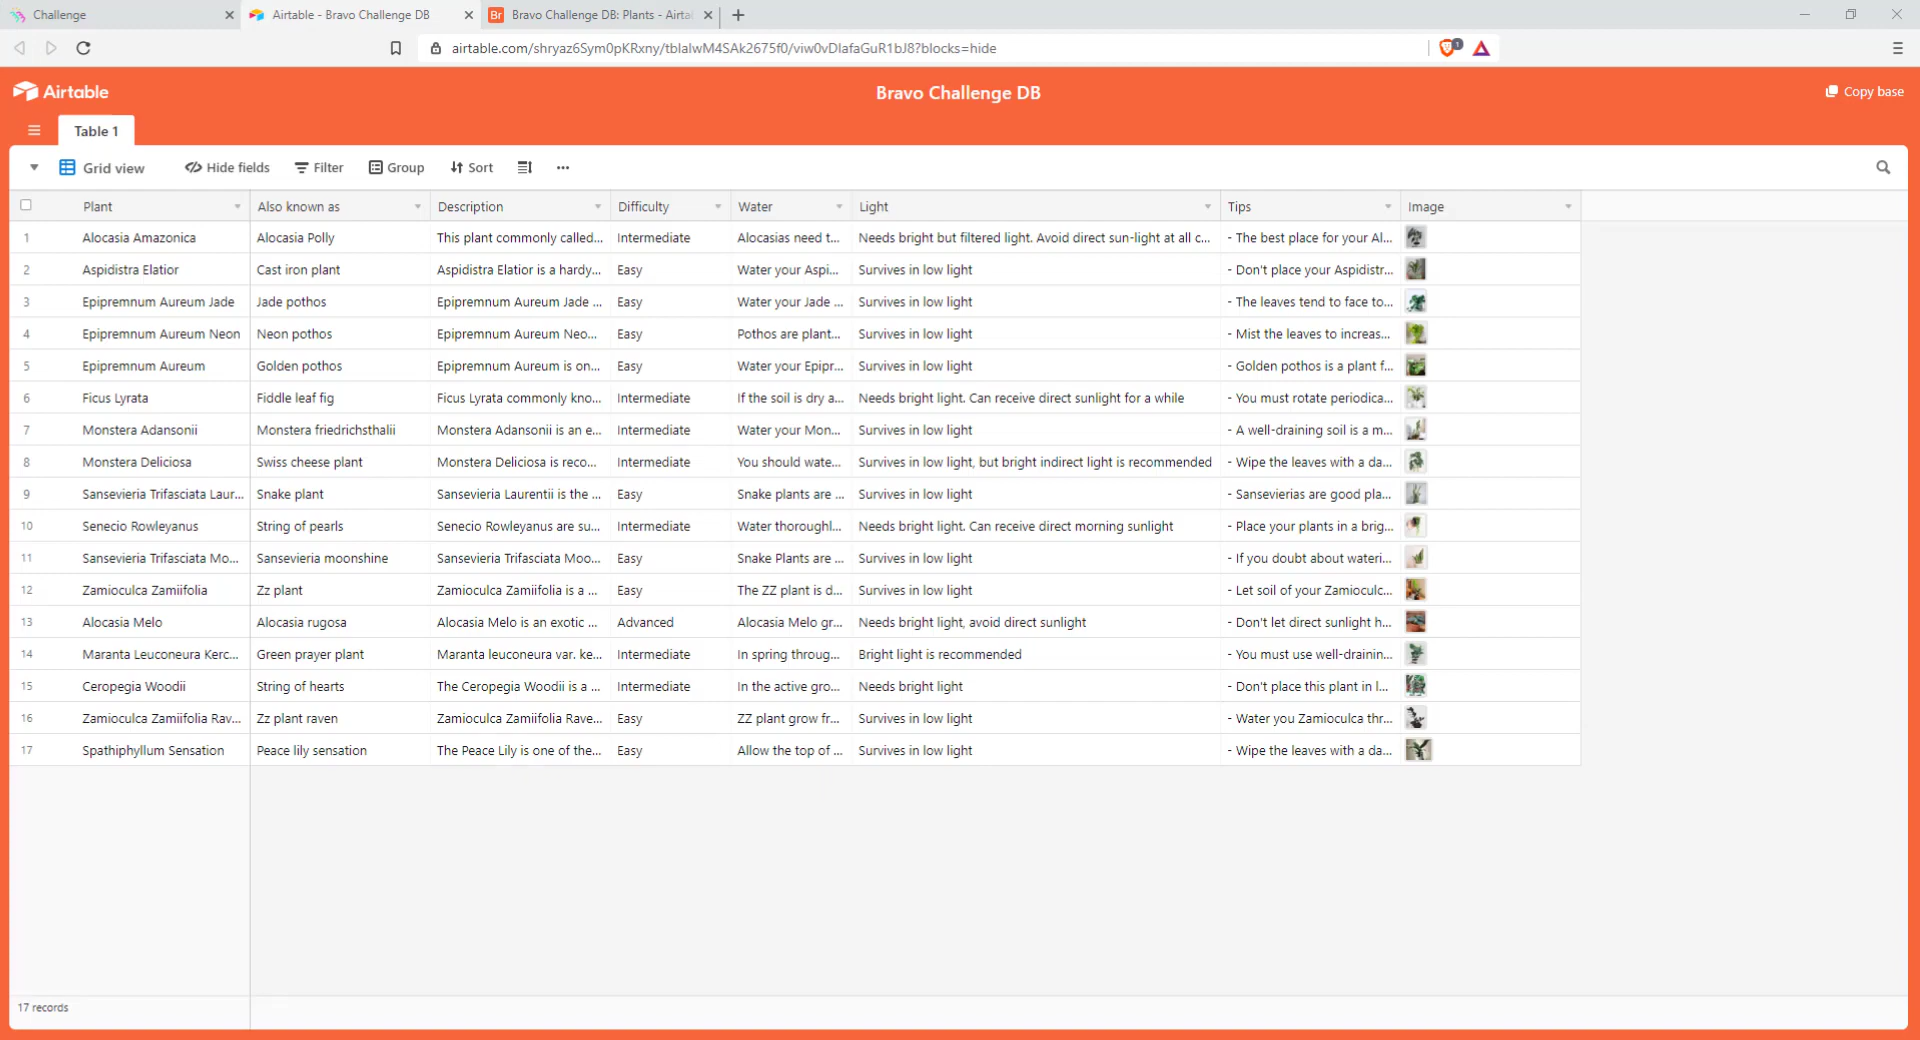 Challenge
Airtable - Bravo Challenge DB
Br Bravo Challenge DB: Plants - Airta
airtable.com/shryaz6Sym0pKRxny/tblalwM4SAk2675f0/viw0vDlafaGuR1bJ8?blocks=hide
1
Airtable
Bravo Challenge DB
Copy base
Table 1
Grid view Hide fields Filter Group Sort
Plant Also known as Description Difficulty Water Light Tips Image
1 Alocasia Amazonica Alocasia Polly This plant commonly called... Intermediate Alocasias need t... Needs bright but filtered light. Avoid direct sun-light at all c... - The best place for your Al...
2 Aspidistra Elatior Cast iron plant Aspidistra Elatior is a hardy... Easy Water your Aspi... Survives in low light - Don't place your Aspidistr...
3 Epipremnum Aureum Jade Jade pothos Epipremnum Aureum Jade ... Easy Water your Jade ... Survives in low light - The leaves tend to face to...
4 Epipremnum Aureum Neon Neon pothos Epipremnum Aureum Neo... Easy Pothos are plant... Survives in low light - Mist the leaves to increas...
5 Epipremnum Aureum Golden pothos Epipremnum Aureum is on... Easy Water your Epipr... Survives in low light - Golden pothos is a plant f...
6 Ficus Lyrata Fiddle leaf fig Ficus Lyrata commonly kno... Intermediate If the soil is dry a... Needs bright light. Can receive direct sunlight for a while - You must rotate periodica...
7 Monstera Adansonii Monstera friedrichsthalii Monstera Adansonii is an e... Intermediate Water your Mon... Survives in low light - A well-draining soil is a m...
8 Monstera Deliciosa Swiss cheese plant Monstera Deliciosa is reco... Intermediate You should wate... Survives in low light, but bright indirect light is recommended - Wipe the leaves with a da...
9 Sansevieria Trifasciata Laur... Snake plant Sansevieria Laurentii is the ... Easy Snake plants are ... Survives in low light - Sansevierias are good pla...
10 Senecio Rowleyanus String of pearls Senecio Rowleyanus are su... Intermediate Water thoroughl... Needs bright light. Can receive direct morning sunlight - Place your plants in a brig...
11 Sansevieria Trifasciata Mo... Sansevieria moonshine Sansevieria Trifasciata Moo... Easy Snake Plants are ... Survives in low light - If you doubt about wateri...
12 Zamioculca Zamiifolia Zz plant Zamioculca Zamiifolia is a ... Easy The ZZ plant is d... Survives in low light - Let soil of your Zamioculc...
13 Alocasia Melo Alocasia rugosa Alocasia Melo is an exotic ... Advanced Alocasia Melo gr... Needs bright light, avoid direct sunlight - Don't let direct sunlight h...
14 Maranta Leuconeura Kerc... Green prayer plant Maranta leuconeura var. ke... Intermediate In spring throug... Bright light is recommended - You must use well-drainin...
15 Ceropegia Woodii String of hearts The Ceropegia Woodii is a ... Intermediate In the active gro... Needs bright light - Don't place this plant in l...
16 Zamioculca Zamiifolia Rav... Zz plant raven Zamioculca Zamiifolia Rave... Easy ZZ plant grow fr... Survives in low light - Water you Zamioculca thr...
17 Spathiphyllum Sensation Peace lily sensation The Peace Lily is one of the... Easy Allow the top of ... Survives in low light - Wipe the leaves with a da...
17 records